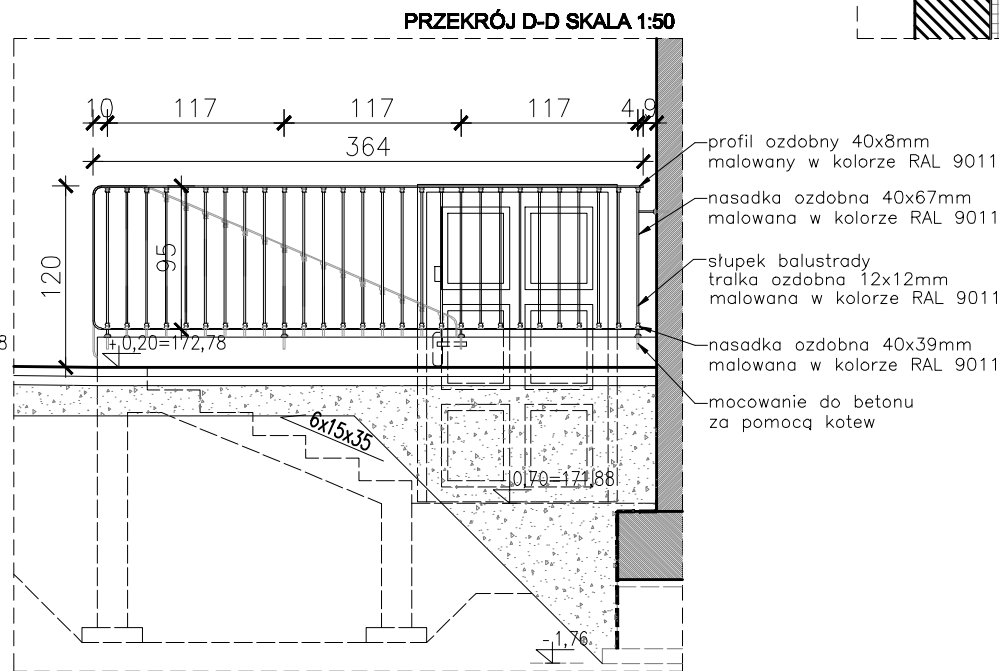 PRZEKRÓJ D-D SKALA 1:50
10 117 117 117 4 9
364
120
95
profil ozdobny 40x8mm
malowany w kolorze RAL 9011
nasadka ozdobna 40x67mm
malowana w kolorze RAL 9011
słupek balustrady
tralka ozdobna 12x12mm
malowana w kolorze RAL 9011
nasadka ozdobna 40x39mm
malowana w kolorze RAL 9011
mocowanie do betonu
za pomocą kotew
8
+0,20=172,78
6x15x35
0,70=171,88
-1,76